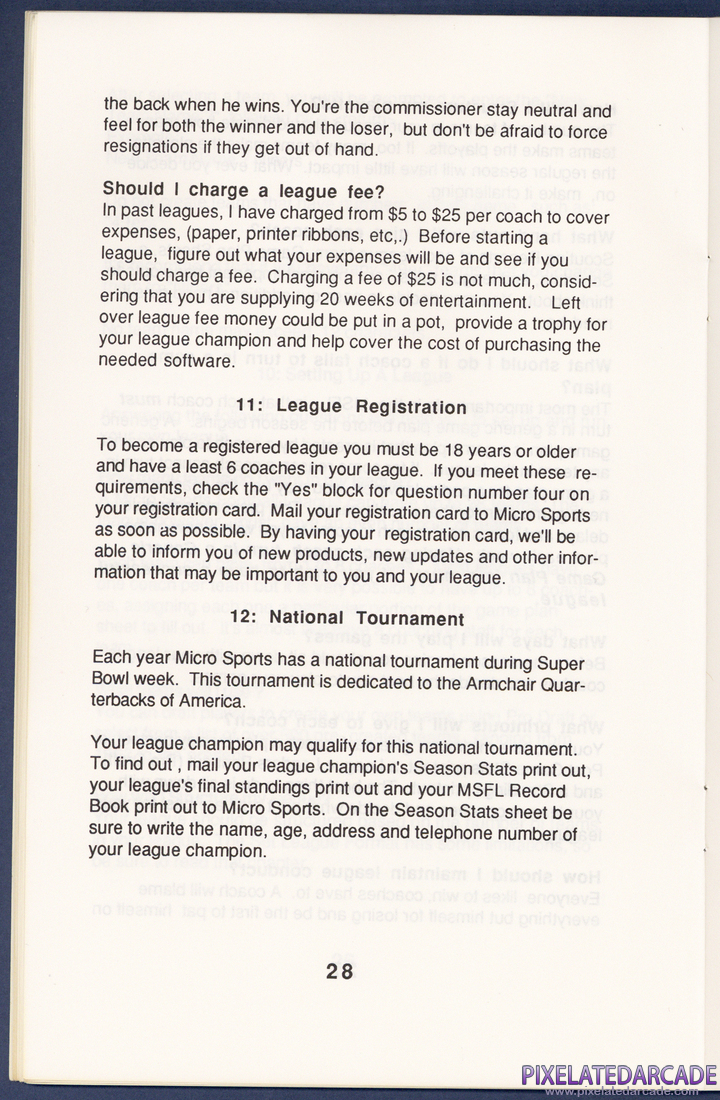 the back when he wins. You're the commissioner stay neutral and
feel for both the winner and the loser, but don't be afraid to force
resignations if they get out of hand.
Should I charge a league fee?
In past leagues, I have charged from $5 to $25 per coach to cover
expenses, (paper, printer ribbons, etc,.) Before starting a
league, figure out what your expenses will be and see if you
should charge a fee. Charging a fee of $25 is not much, consid-
ering that you are supplying 20 weeks of entertainment. Left
over league fee money could be put in a pot, provide a trophy for
your league champion and help cover the cost of purchasing the
needed software.
11: League Registration
To become a registered league you must be 18 years or older
and have a least 6 coaches in your league. If you meet these re-
quirements, check the "Yes" block for question number four on
your registration card. Mail your registration card to Micro Sports
as soon as possible. By having your registration card, we'll be
able to inform you of new products, new updates and other infor-
mation that may be important to you and your league.
12: National Tournament
Each year Micro Sports has a national tournament during Super
Bowl week. This tournament is dedicated to the Armchair Quar-
terbacks of America.
Your league champion may qualify for this national tournament.
To find out , mail your league champion's Season Stats print out,
your league's final standings print out and your MSFL Record
Book print out to Micro Sports. On the Season Stats sheet be
sure to write the name, age, address and telephone number of
your league champion.
28
PIXELATEDARCADE
www.pixelatedarcade.com